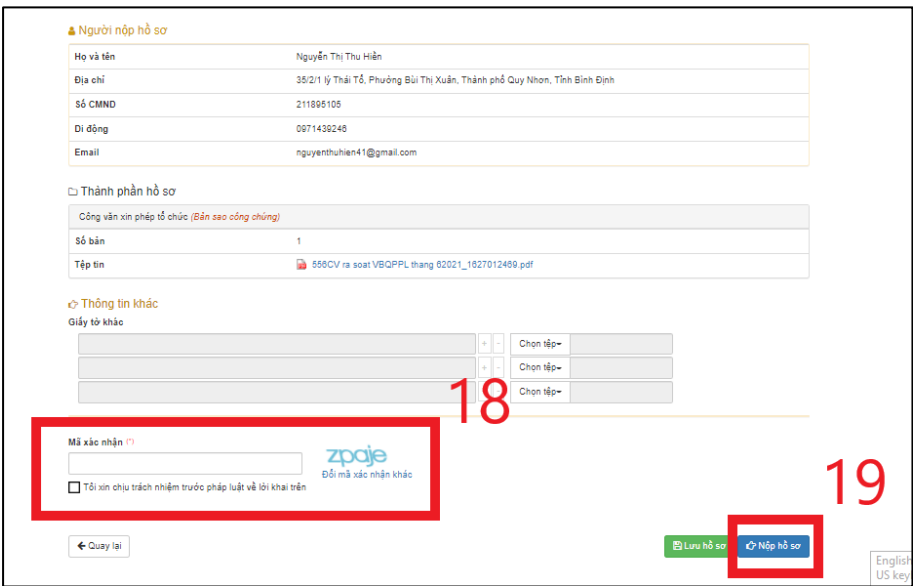 Người nộp hồ sơ
Họ và tên Nguyễn Thị Thu Hiền
Địa chỉ 35/2/1 lý Thái Tổ, Phường Bùi Thị Xuân, Thành phố Quy Nhơn, Tỉnh Bình Định
Số CMND 211895105
Di động 0971439246
Email nguyenthuhien41@gmail.com
Thành phần hồ sơ
Công văn xin phép tổ chức (Bản sao công chứng)
Số bản 1
Tệp tin 556CV ra soat VBQPPL thang 62021_1627012469.pdf
Thông tin khác
Giấy tờ khác
+ - Chọn tệp
+ - Chọn tệp
- Chọn tệp
18
Mã xác nhận (*)
zpaje
Đổi mã xác nhận khác
Tôi xin chịu trách nhiệm trước pháp luật về lời khai trên
19
Quay lại Lưu hồ sơ Nộp hồ sơ
English
US key